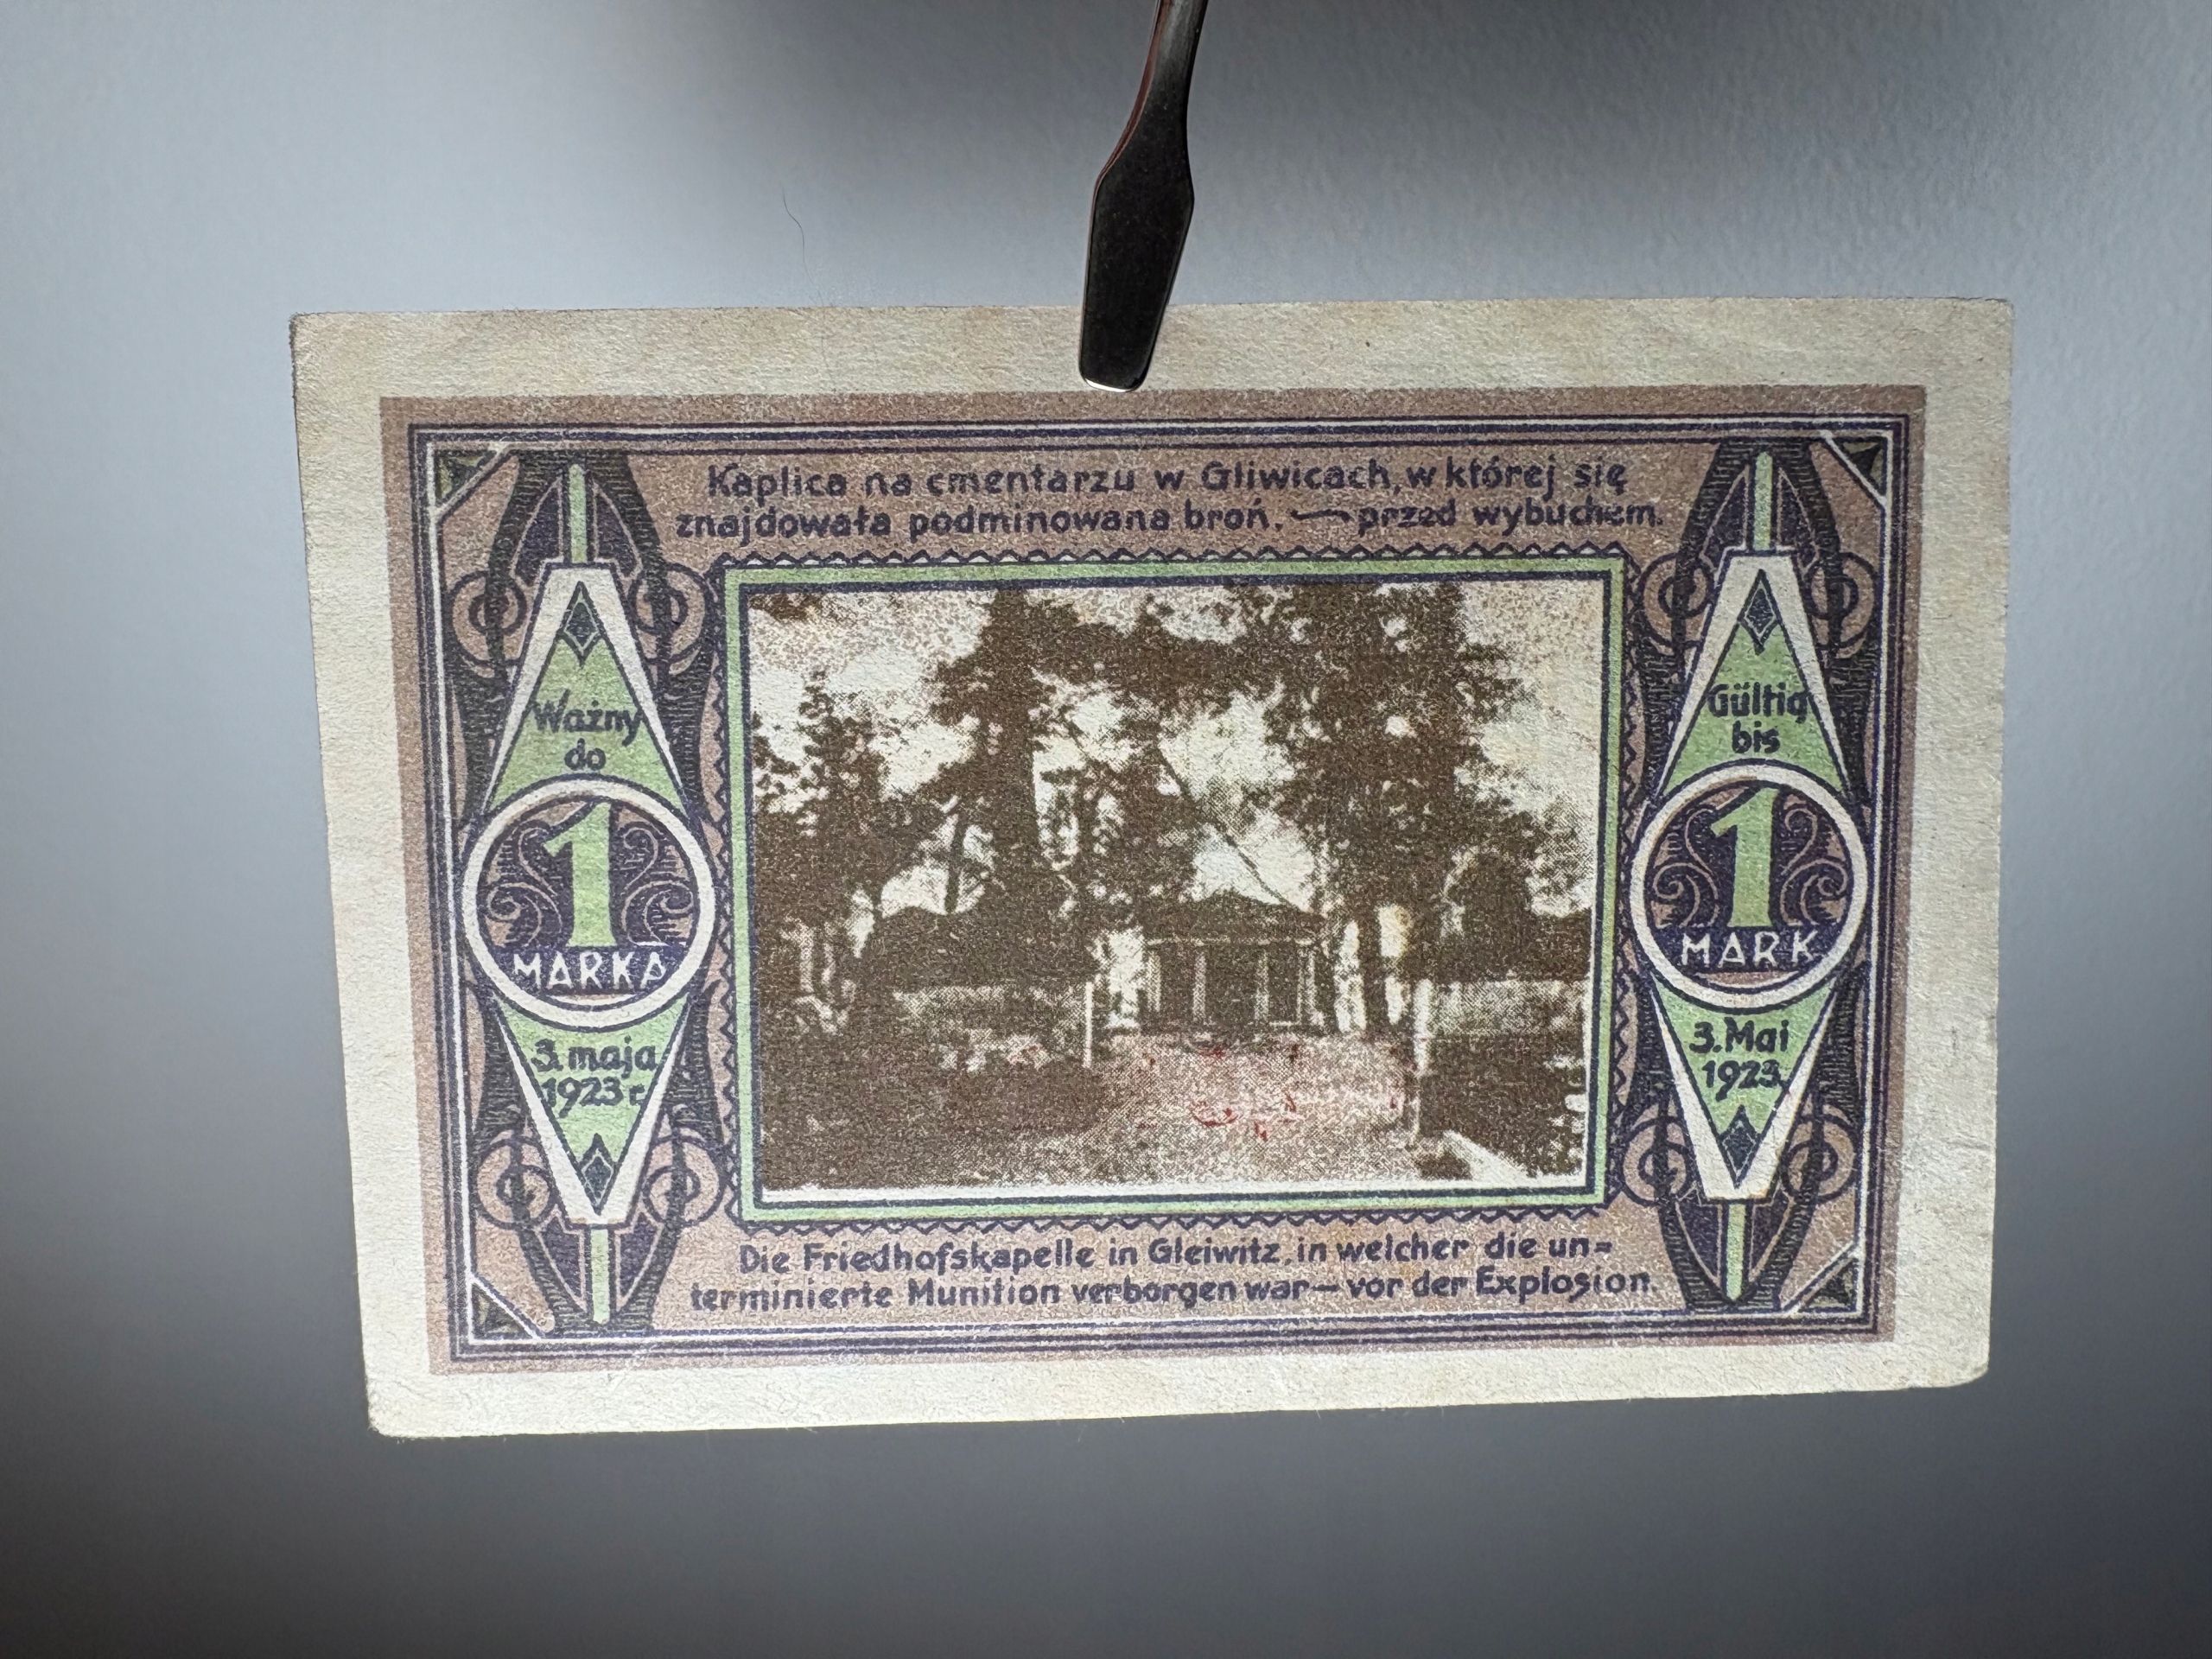 Kaplica na cmentarzu w Gliwicach, w której się
znajdowała podminowana broń. — przed wybuchem.
Ważny
do
1
MARKA
3. maja
1923 r.
Gültig
bis
1
MARK
3. Mai
1923.
Die Friedhofskapelle in Gleiwitz, in welcher die un=
terminierte Munition verborgen war — vor der Explosion.